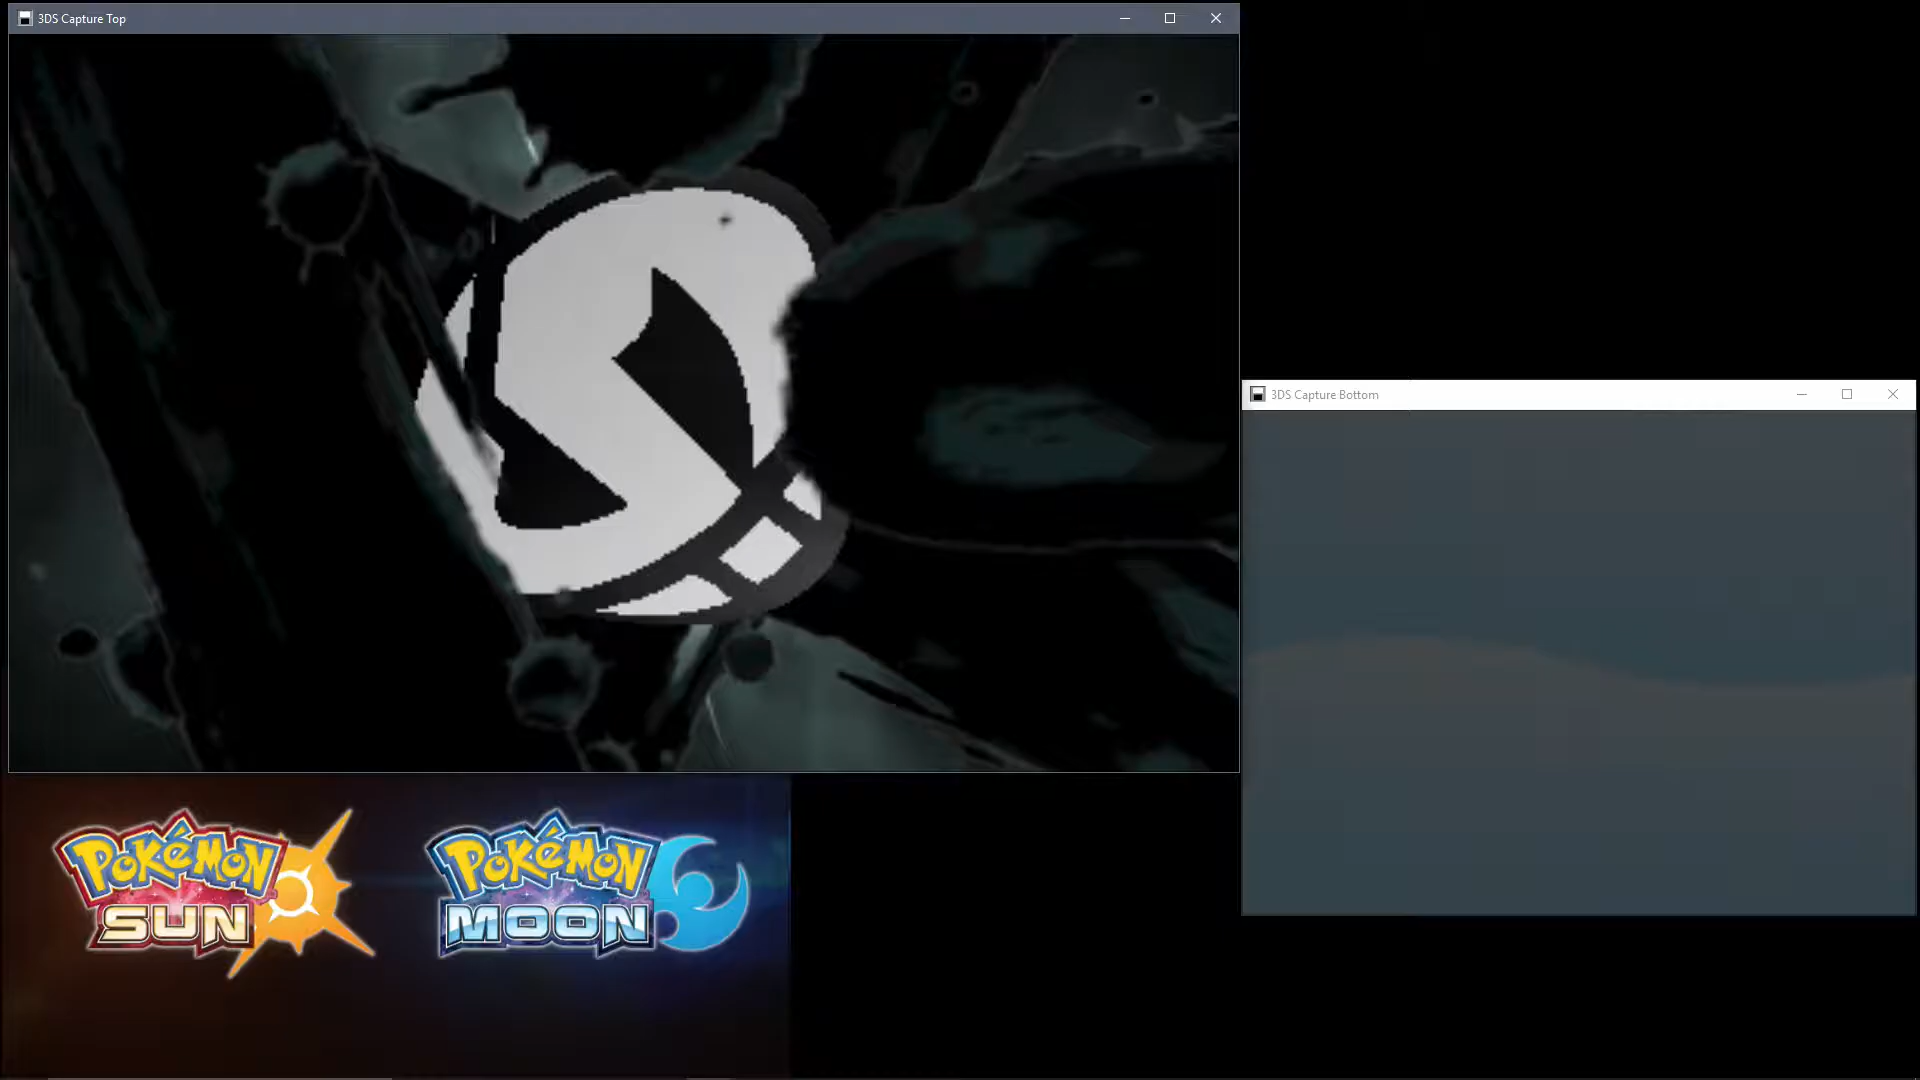 3DS Capture Top
3DS Capture Bottom
POKéMON
SUN
POKéMON
MOON